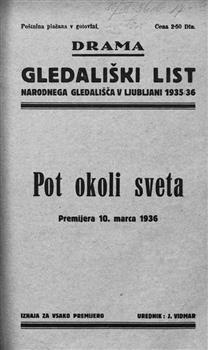 Poštnina plačana v gotovini. Cena 2·50 Din.
DRAMA
GLEDALIŠKI LIST
NARODNEGA GLEDALIŠČA V LJUBLJANI 1935-36
Pot okoli sveta
Premijera 10. marca 1936
IZHAJA ZA VSAKO PREMIJERO UREDNIK: J. VIDMAR